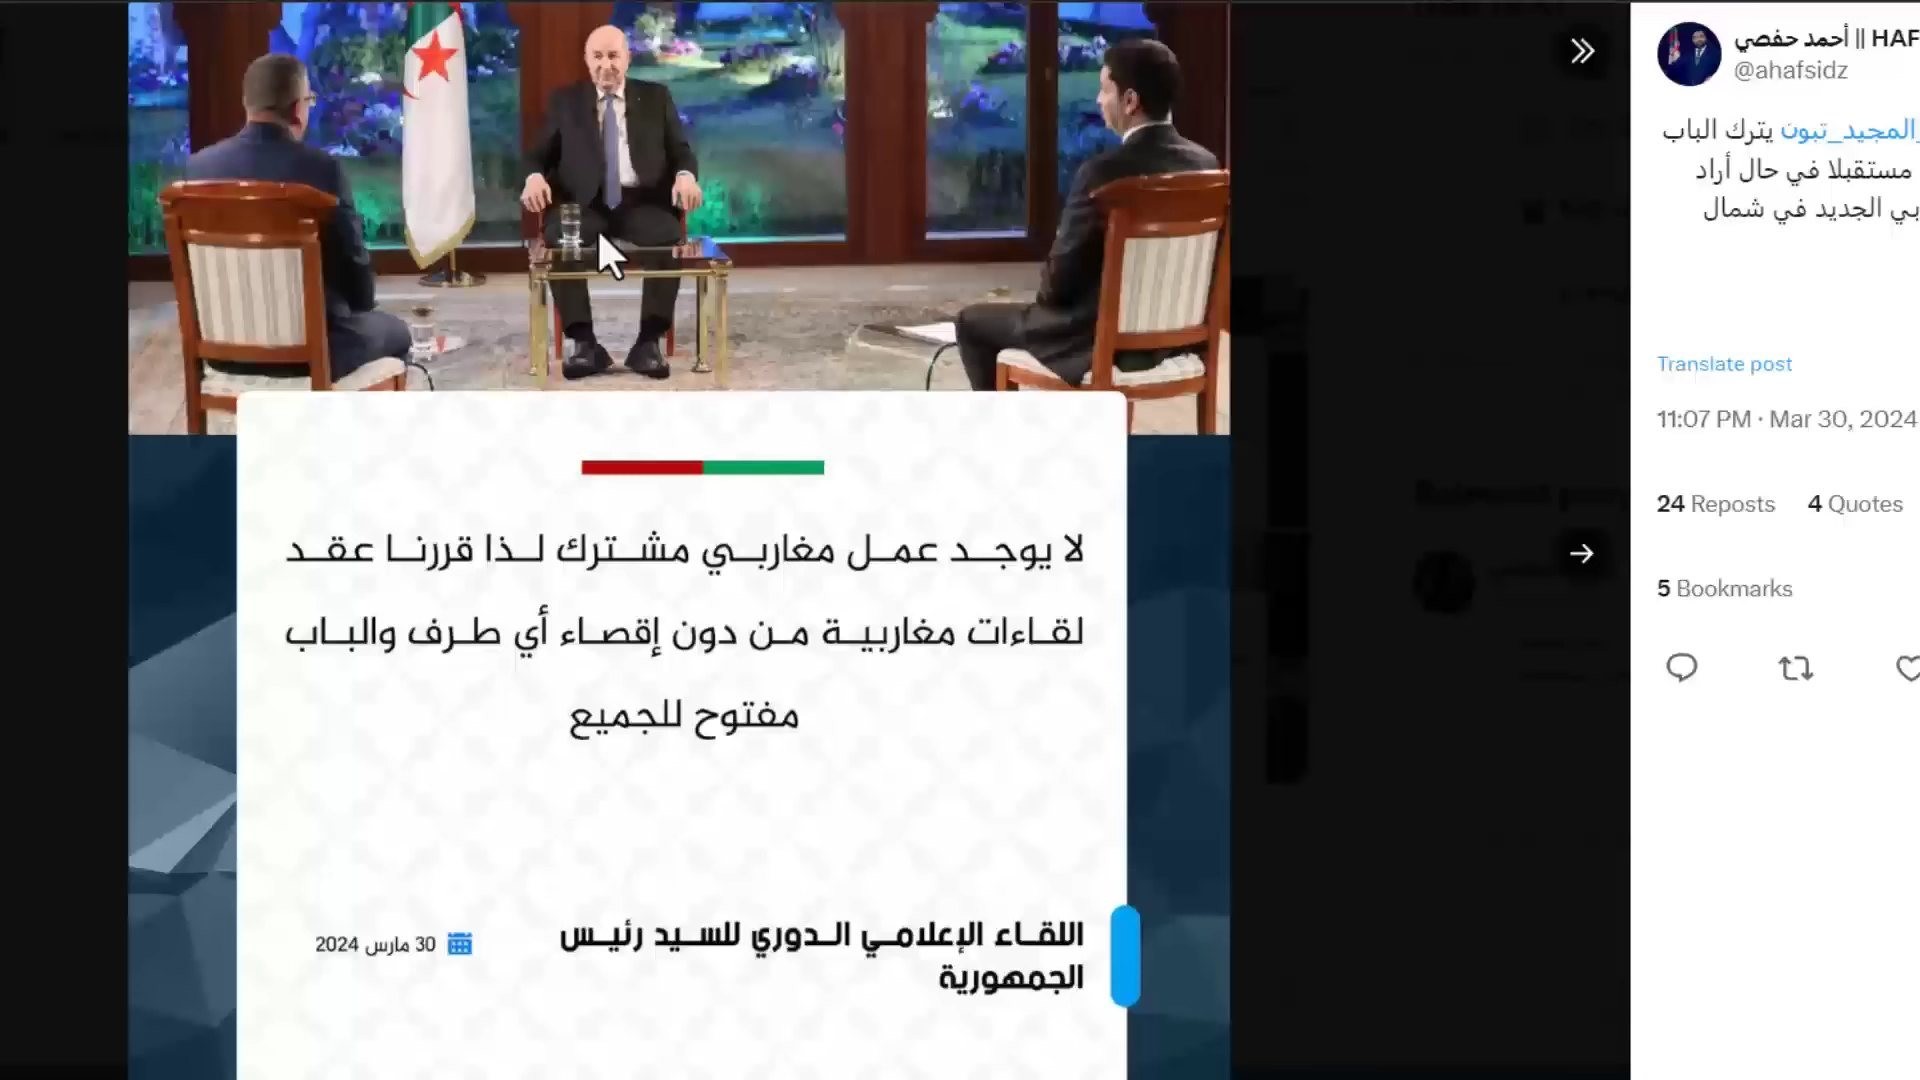 لا يوجد عمل مغاربي مشترك لذا قررنا عقد
لقاءات مغاربية من دون إقصاء أي طرف والباب
مفتوح للجميع
اللقاء الإعلامي الدوري للسيد رئيس
الجمهورية
30 مارس 2024
أحمد حفصي || HAF
@ahafsidz
المجيد_تبون يترك الباب
مستقبلا في حال أراد
بي الجديد في شمال
Translate post
11:07 PM · Mar 30, 2024
24 Reposts 4 Quotes
5 Bookmarks